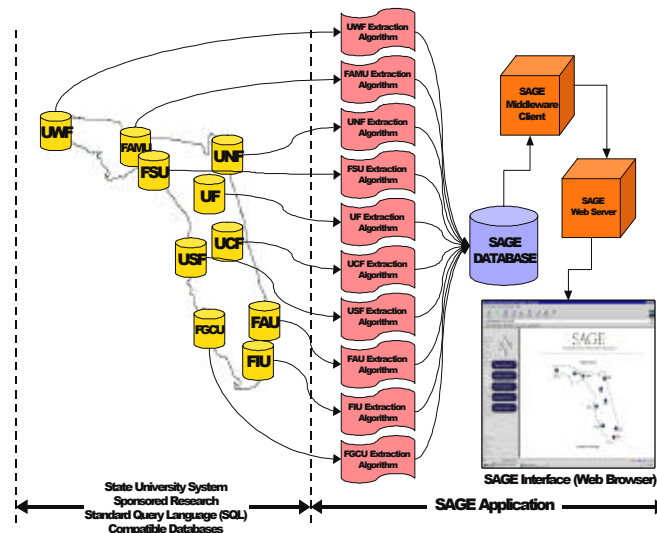 UWF
FAMU
FSU
UNF
UF
UCF
USF
FGCU
FAU
FIU
UWF Extraction
Algorithm
FAMU Extraction
Algorithm
UNF Extraction
Algorithm
FSU Extraction
Algorithm
UF Extraction
Algorithm
UCF Extraction
Algorithm
USF Extraction
Algorithm
FAU Extraction
Algorithm
FIU Extraction
Algorithm
FGCU Extraction
Algorithm
SAGE
DATABASE
SAGE
Middleware
Client
SAGE
Web Server
SAGE
SAGE Interface (Web Browser)
State University System
Sponsored Research
Standard Query Language (SQL)
Compatible Databases
SAGE Application